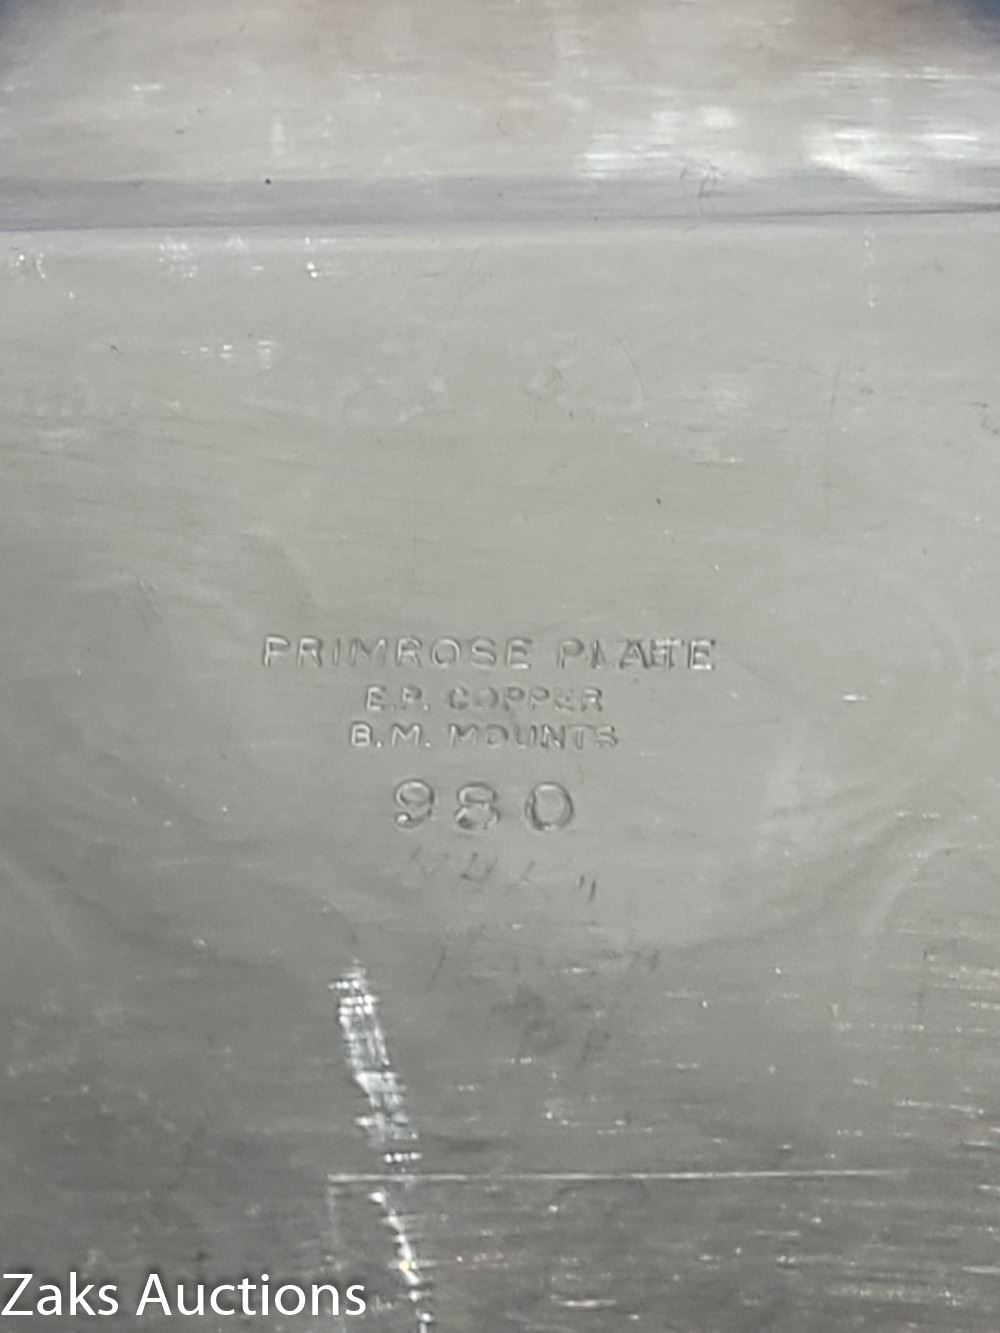 PRIMROSE PLATE
E.P. COPPER
B.M. MOUNTS
980
Zaks Auctions